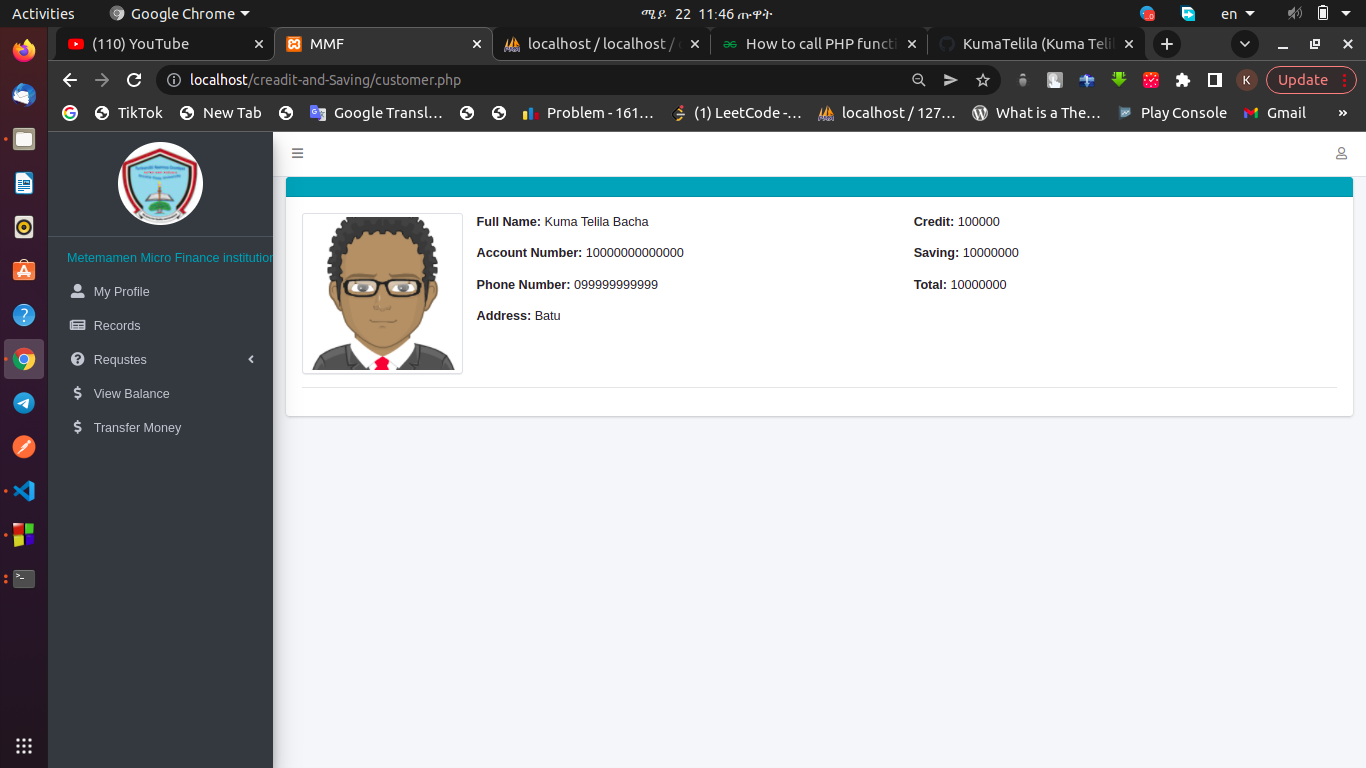 Activities Google Chrome ሜይ 22 11:46 ጡዋት en
(110) YouTube MMF localhost / localhost / How to call PHP functi KumaTelila (Kuma Telil
localhost/creadit-and-Saving/customer.php K Update
TikTok New Tab Google Transl… Problem - 161… (1) LeetCode -… localhost / 127… What is a The… Play Console Gmail »
Metemamen Micro Finance institution
My Profile
Records
Requstes
View Balance
Transfer Money
Full Name: Kuma Telila Bacha
Account Number: 10000000000000
Phone Number: 099999999999
Address: Batu
Credit: 100000
Saving: 10000000
Total: 10000000